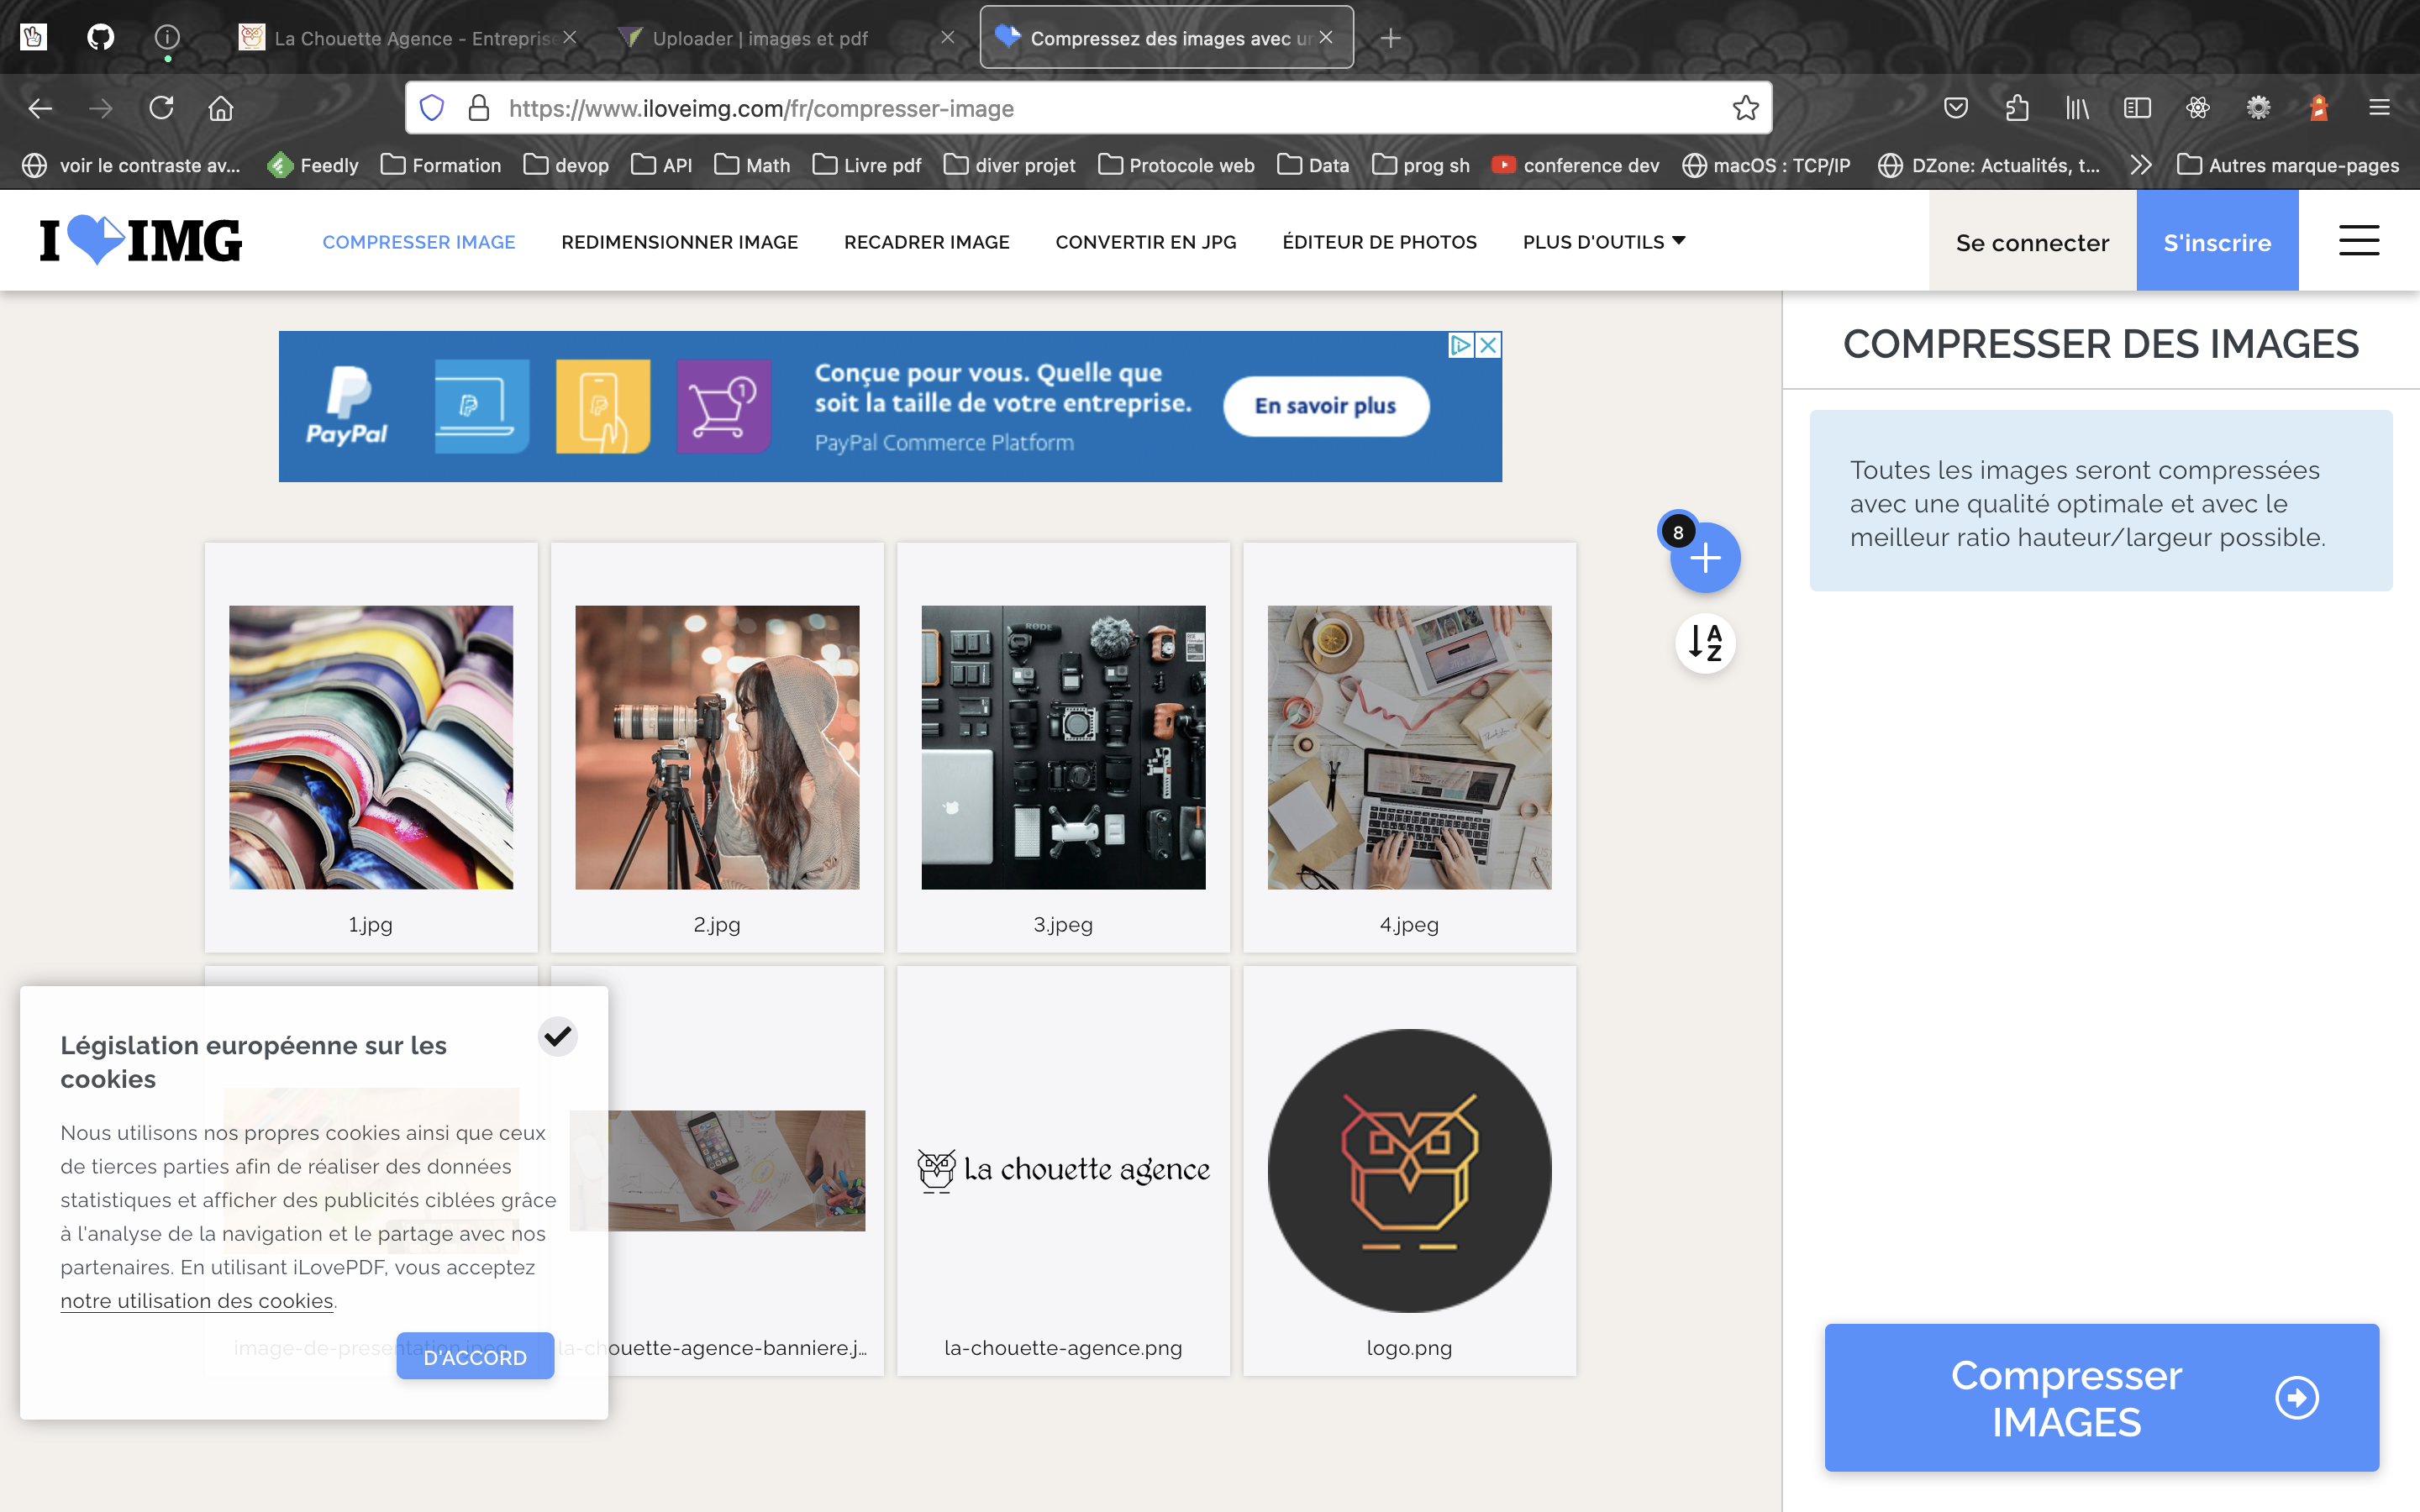 La Chouette Agence - Entreprise
Uploader | images et pdf
Compressez des images avec un
https://www.iloveimg.com/fr/compresser-image
voir le contraste av...
Feedly
Formation
devop
API
Math
Livre pdf
diver projet
Protocole web
Data
prog sh
conference dev
macOS : TCP/IP
DZone: Actualités, t...
Autres marque-pages
I IMG
COMPRESSER IMAGE
REDIMENSIONNER IMAGE
RECADRER IMAGE
CONVERTIR EN JPG
ÉDITEUR DE PHOTOS
PLUS D'OUTILS
Se connecter
S'inscrire
PayPal
Conçue pour vous. Quelle que
soit la taille de votre entreprise.
PayPal Commerce Platform
En savoir plus
1
COMPRESSER DES IMAGES
Toutes les images seront compressées
avec une qualité optimale et avec le
meilleur ratio hauteur/largeur possible.
8
A
Z
RODE
1.jpg
2.jpg
3.jpeg
4.jpeg
Législation européenne sur les
cookies
Nous utilisons nos propres cookies ainsi que ceux
de tierces parties afin de réaliser des données
statistiques et afficher des publicités ciblées grâce
à l'analyse de la navigation et le partage avec nos
partenaires. En utilisant iLovePDF, vous acceptez
notre utilisation des cookies.
D'ACCORD
La chouette agence
image-de-presentation.jpeg
la-chouette-agence-banniere.j...
la-chouette-agence.png
logo.png
Compresser
IMAGES